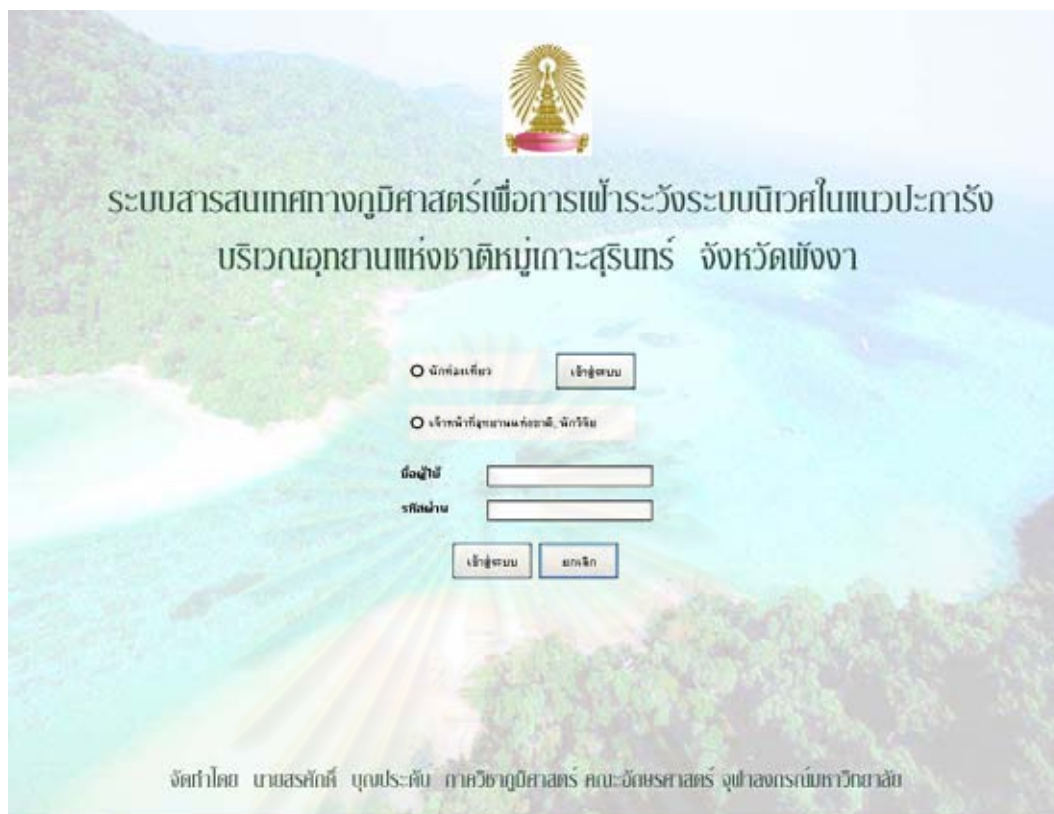 ระบบสารสนเทศทางภูมิศาสตร์เพื่อการเฝ้าระวังระบบนิเวศในแนวปะการัง
บริเวณอุทยานแห่งชาติหมู่เกาะสุรินทร์ จังหวัดพังงา
นักท่องเที่ยว เข้าสู่ระบบ
เจ้าหน้าที่อุทยานแห่งชาติ, นักวิจัย
ชื่อผู้ใช้
รหัสผ่าน
เข้าสู่ระบบ ยกเลิก
จัดทำโดย นายสรศักดิ์ บุญประคับ ภาควิชาภูมิศาสตร์ คณะอักษรศาสตร์ จุฬาลงกรณ์มหาวิทยาลัย